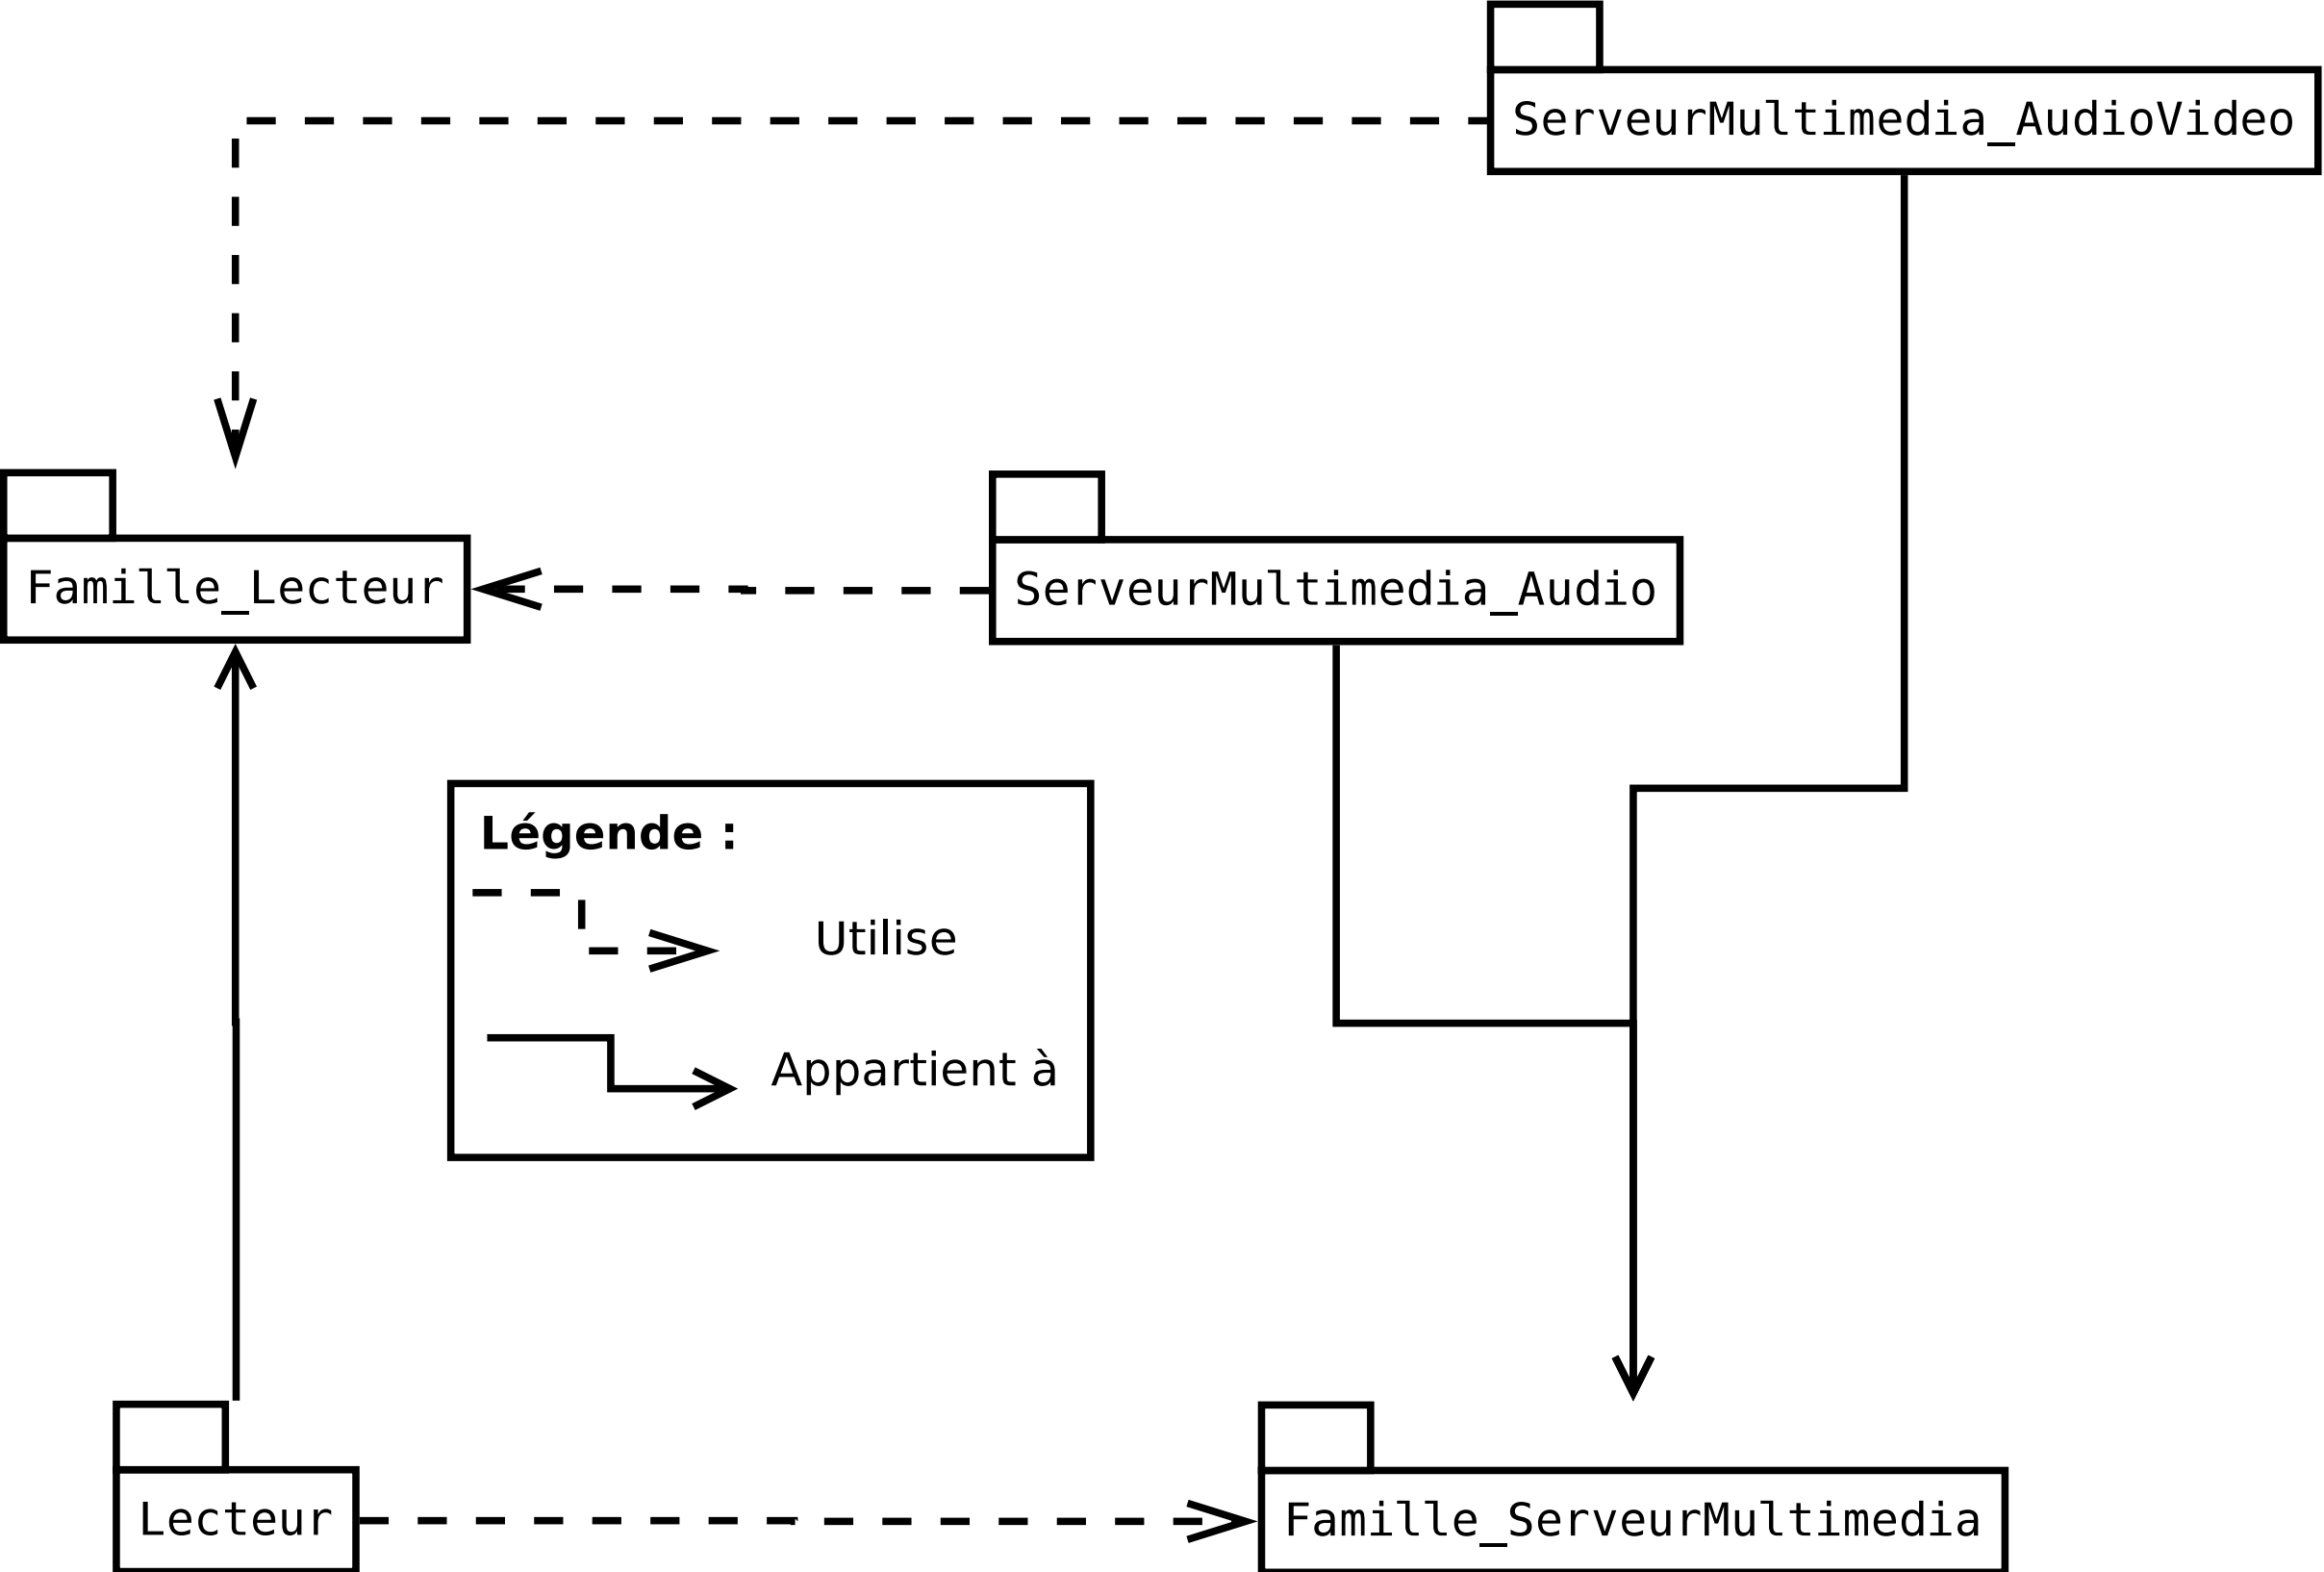 ServeurMultimedia_AudioVideo
Famille_Lecteur
ServeurMultimedia_Audio
Légende :
Utilise
Appartient à
Lecteur
Famille_ServeurMultimedia